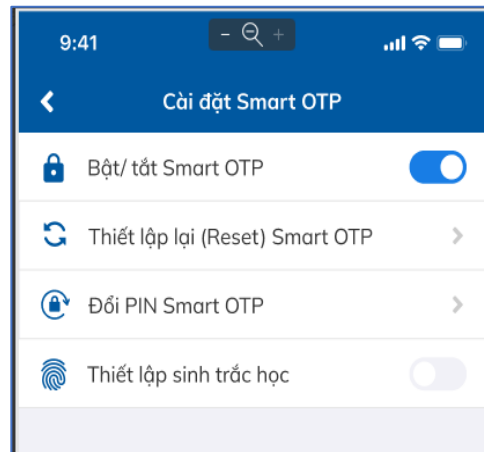 9:41
Cài đặt Smart OTP
Bật/ tắt Smart OTP
Thiết lập lại (Reset) Smart OTP
Đổi PIN Smart OTP
Thiết lập sinh trắc học